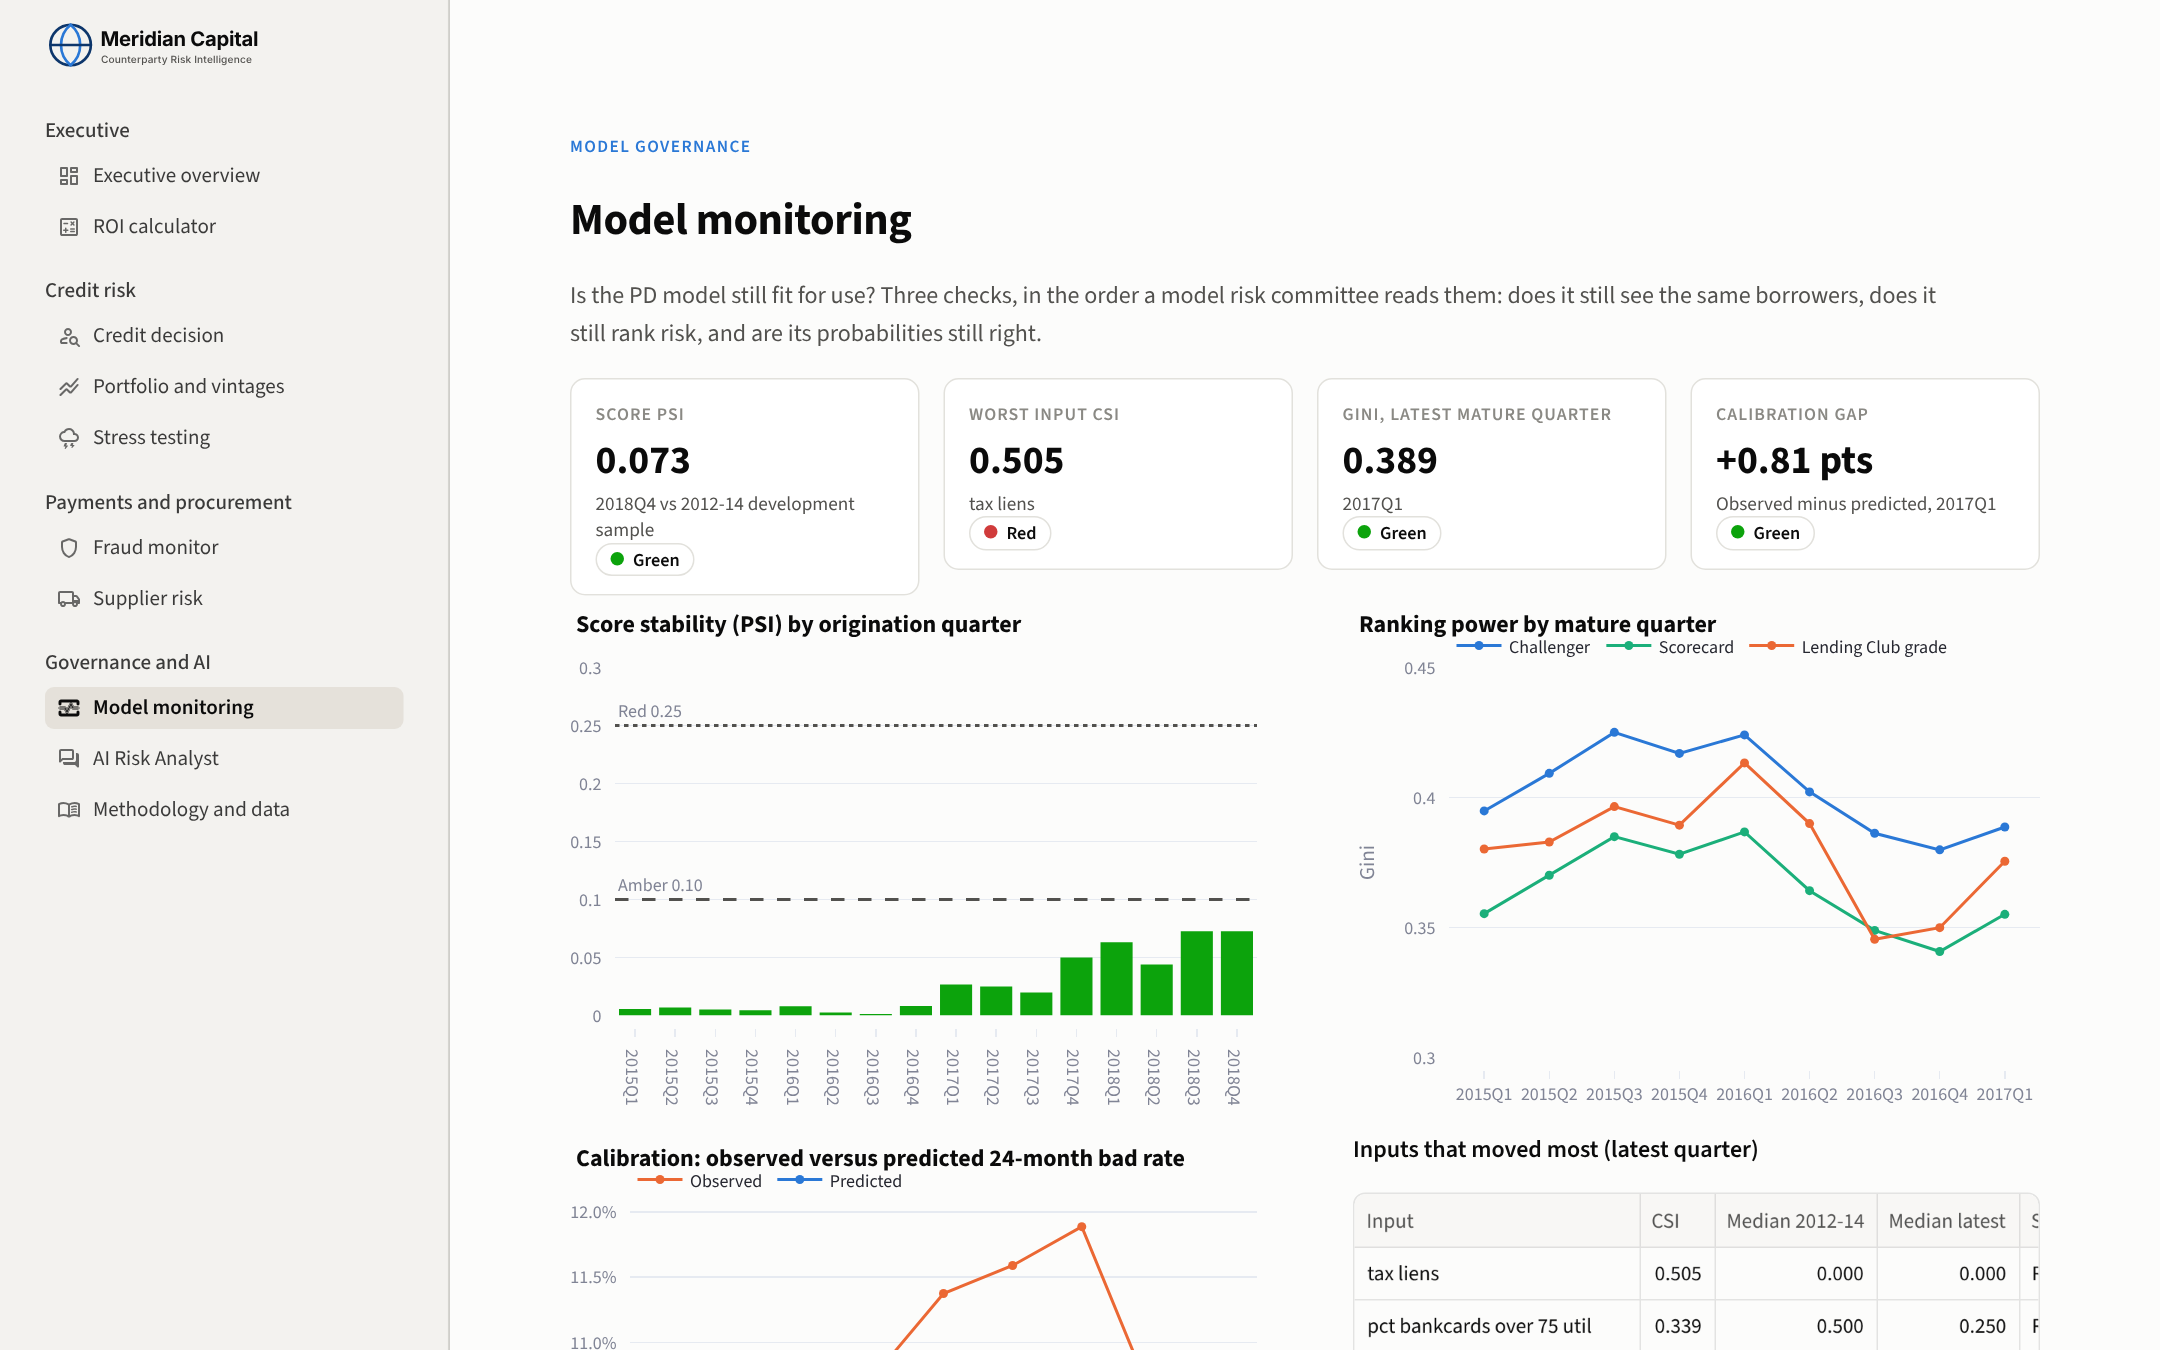 Meridian Capital
Counterparty Risk Intelligence
Executive
Executive overview
ROI calculator
Credit risk
Credit decision
Portfolio and vintages
Stress testing
Payments and procurement
Fraud monitor
Supplier risk
Governance and AI
Model monitoring
AI Risk Analyst
Methodology and data
MODEL GOVERNANCE
Model monitoring
Is the PD model still fit for use? Three checks, in the order a model risk committee reads them: does it still see the same borrowers, does it
still rank risk, and are its probabilities still right.
SCORE PSI
0.073
2018Q4 vs 2012-14 development
sample
Green
WORST INPUT CSI
0.505
tax liens
Red
GINI, LATEST MATURE QUARTER
0.389
2017Q1
Green
CALIBRATION GAP
+0.81 pts
Observed minus predicted, 2017Q1
Green
Score stability (PSI) by origination quarter
0.3
Red 0.25
0.25
0.2
0.15
Amber 0.10
0.1
0.05
0
2015Q1 2015Q2 2015Q3 2015Q4 2016Q1 2016Q2 2016Q3 2016Q4 2017Q1 2017Q2 2017Q3 2017Q4 2018Q1 2018Q2 2018Q3 2018Q4
Ranking power by mature quarter
Challenger Scorecard Lending Club grade
0.45
0.4
Gini
0.35
0.3
2015Q1 2015Q2 2015Q3 2015Q4 2016Q1 2016Q2 2016Q3 2016Q4 2017Q1
Calibration: observed versus predicted 24-month bad rate
Observed Predicted
12.0%
11.5%
11.0%
Inputs that moved most (latest quarter)
Input CSI Median 2012-14 Median latest
tax liens 0.505 0.000 0.000
pct bankcards over 75 util 0.339 0.500 0.250